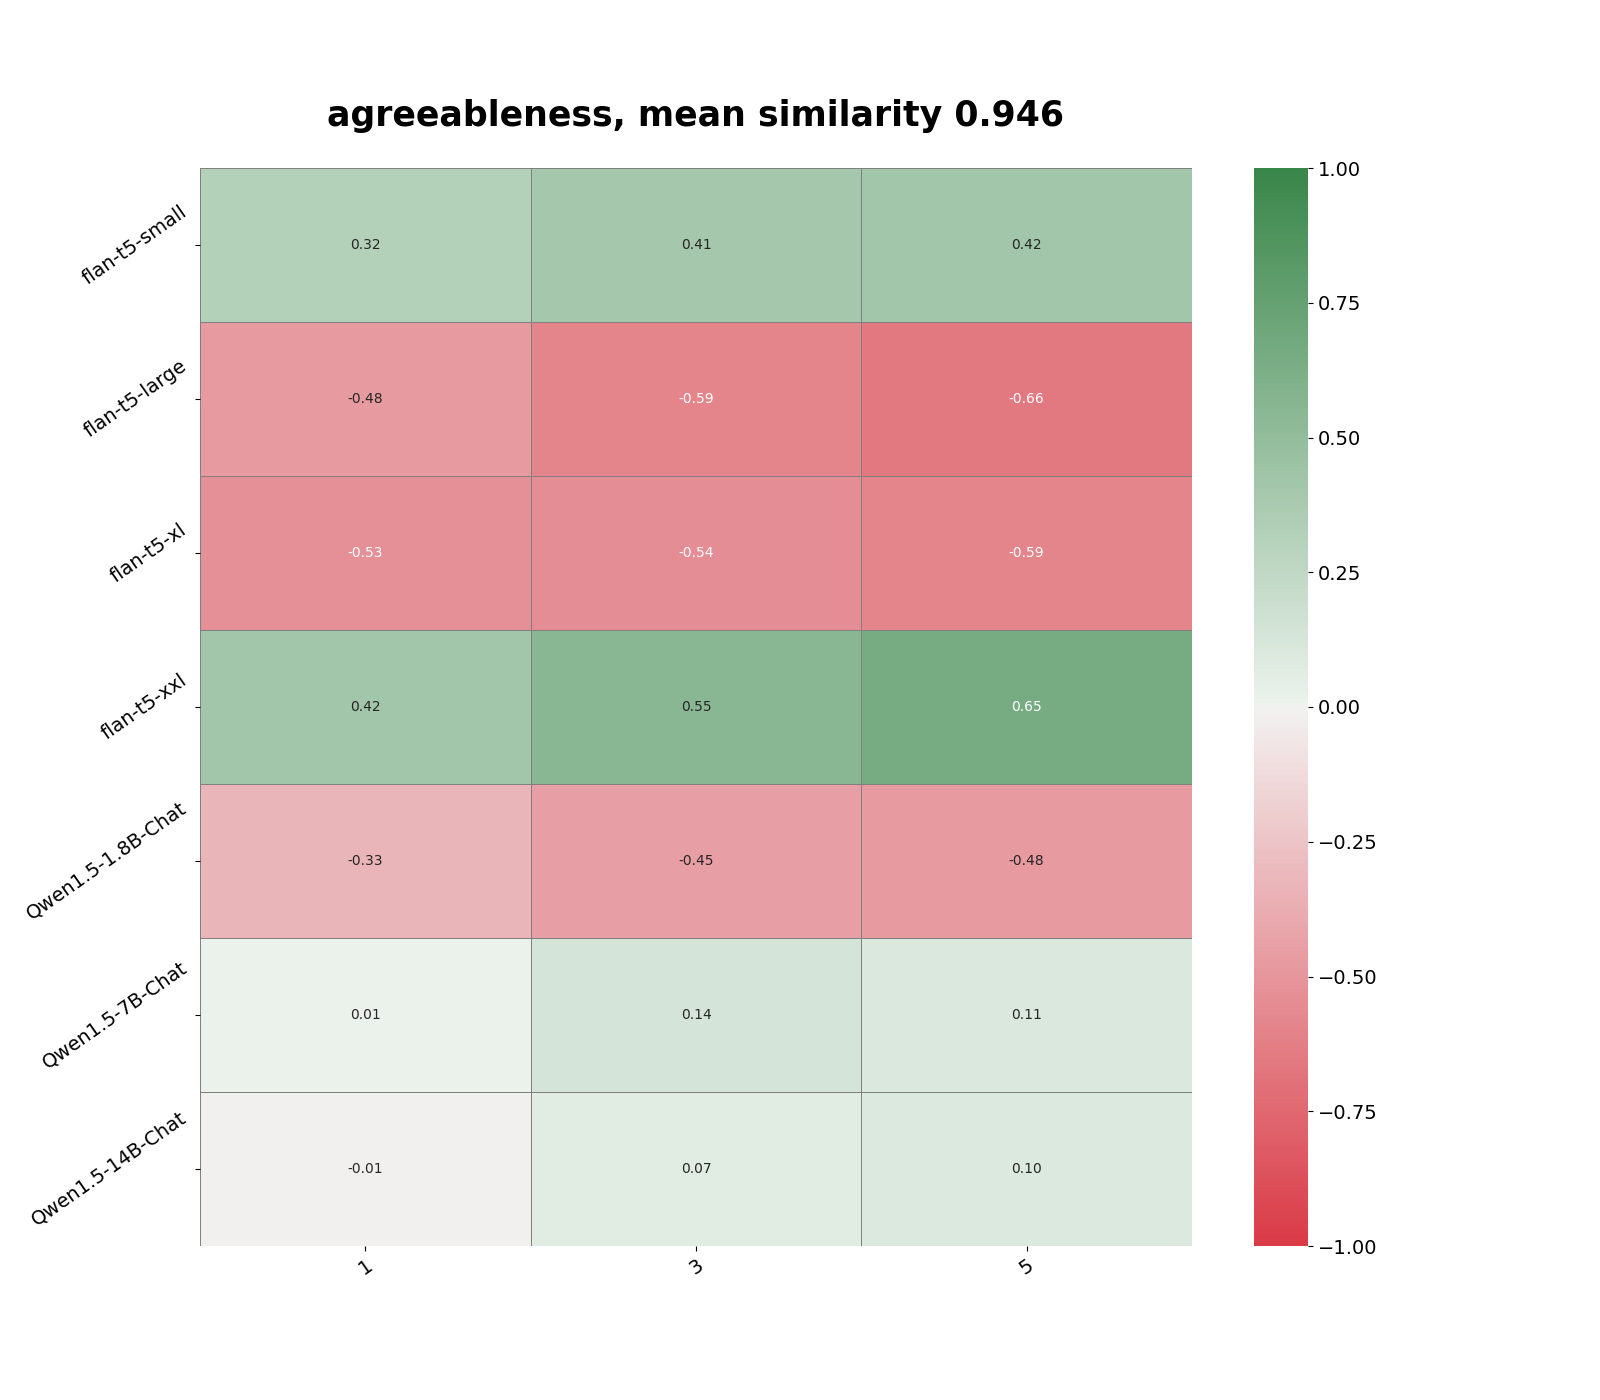 agreeableness, mean similarity 0.946
flan-t5-small 0.32 0.41 0.42
flan-t5-large -0.48 -0.59 -0.66
flan-t5-xl -0.53 -0.54 -0.59
flan-t5-xxl 0.42 0.55 0.65
Qwen1.5-1.8B-Chat -0.33 -0.45 -0.48
Qwen1.5-7B-Chat 0.01 0.14 0.11
Qwen1.5-14B-Chat -0.01 0.07 0.10
1 3 5
1.00
0.75
0.50
0.25
0.00
−0.25
−0.50
−0.75
−1.00